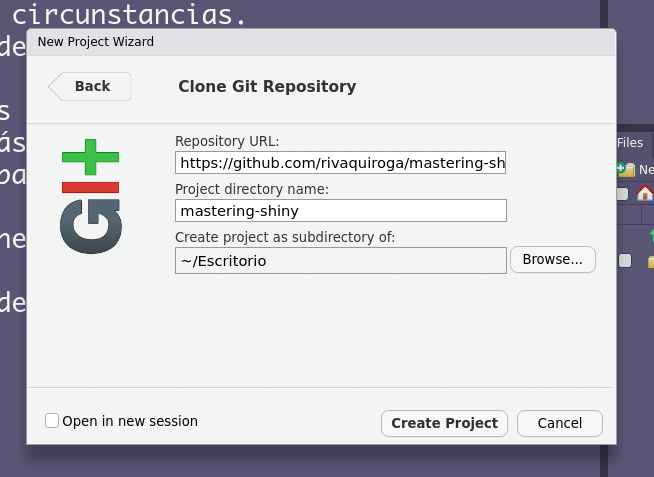 circunstancias.
New Project Wizard
de
Back
Clone Git Repository
s
Repository URL:
ás
Files
https://github.com/rivaquiroga/mastering-sh
Ne
Project directory name:
mastering-shiny
git
Create project as subdirectory of:
ne
~/Escritorio
Browse...
de
Open in new session
Create Project
Cancel